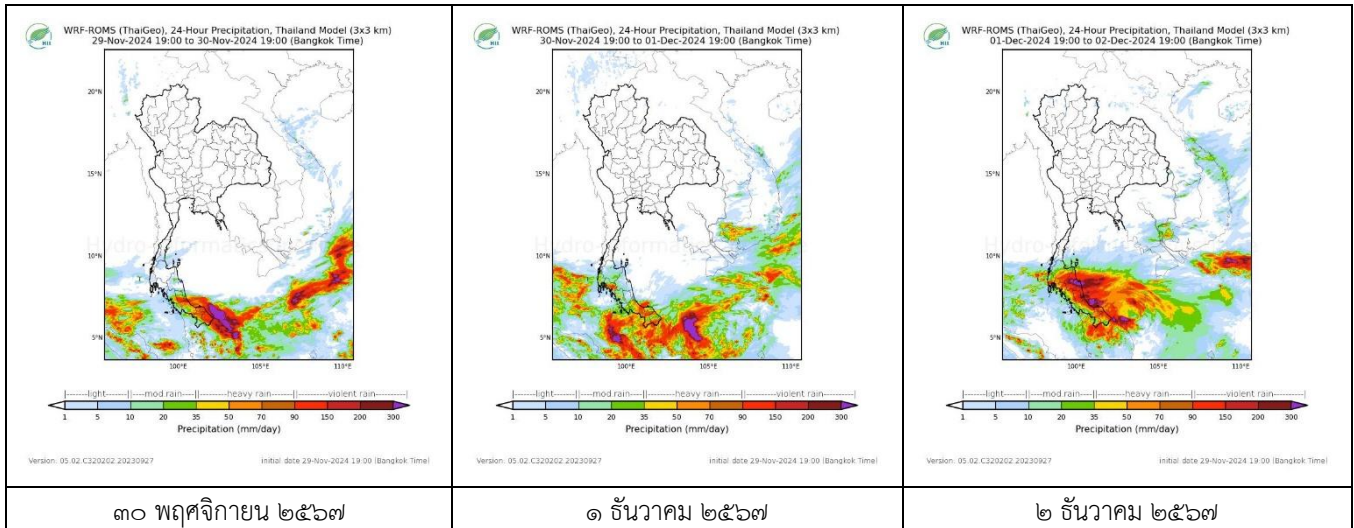 WRF-ROMS (ThaiGeo), 24-Hour Precipitation, Thailand Model (3x3 km)
29-Nov-2024 19:00 to 30-Nov-2024 19:00 (Bangkok Time)
20°N
15°N
10°N
5°N
100°E
105°E
110°E
light mod.rain heavy rain violent rain
1 5 10 20 35 50 70 90 150 200 300
Precipitation (mm/day)
Version: 05.02.C320202.20230927 initial date 29-Nov-2024 19:00 (Bangkok Time)
๓๐ พฤศจิกายน ๒๕๖๗
WRF-ROMS (ThaiGeo), 24-Hour Precipitation, Thailand Model (3x3 km)
30-Nov-2024 19:00 to 01-Dec-2024 19:00 (Bangkok Time)
20°N
15°N
10°N
5°N
100°E
105°E
110°E
light mod.rain heavy rain violent rain
1 5 10 20 35 50 70 90 150 200 300
Precipitation (mm/day)
Version: 05.02.C320202.20230927 initial date 29-Nov-2024 19:00 (Bangkok Time)
๑ ธันวาคม ๒๕๖๗
WRF-ROMS (ThaiGeo), 24-Hour Precipitation, Thailand Model (3x3 km)
01-Dec-2024 19:00 to 02-Dec-2024 19:00 (Bangkok Time)
20°N
15°N
10°N
5°N
100°E
105°E
110°E
light mod.rain heavy rain violent rain
1 5 10 20 35 50 70 90 150 200 300
Precipitation (mm/day)
Version: 05.02.C320202.20230927 initial date 29-Nov-2024 19:00 (Bangkok Time)
๒ ธันวาคม ๒๕๖๗